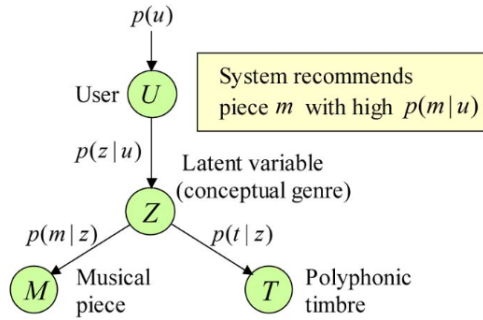 p(u)
User U
System recommends
piece m with high p(m|u)
p(z|u)
Latent variable
(conceptual genre)
Z
p(m|z)
p(t|z)
M Musical
piece
T Polyphonic
timbre